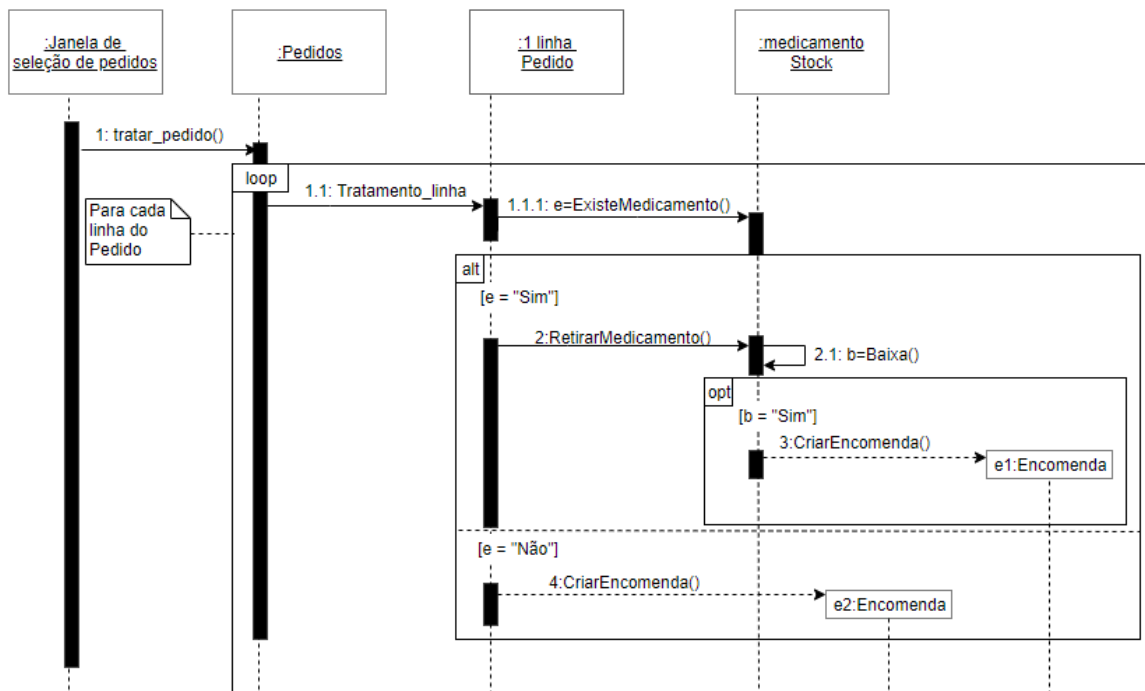 :Janela de
seleção de pedidos
:Pedidos
:1 linha
Pedido
:medicamento
Stock
1: tratar_pedido()
loop
1.1: Tratamento_linha
1.1.1: e=ExisteMedicamento()
Para cada
linha do
Pedido
alt
[e = "Sim"]
2:RetirarMedicamento()
2.1: b=Baixa()
opt
[b = "Sim"]
3:CriarEncomenda()
e1:Encomenda
[e = "Não"]
4:CriarEncomenda()
e2:Encomenda